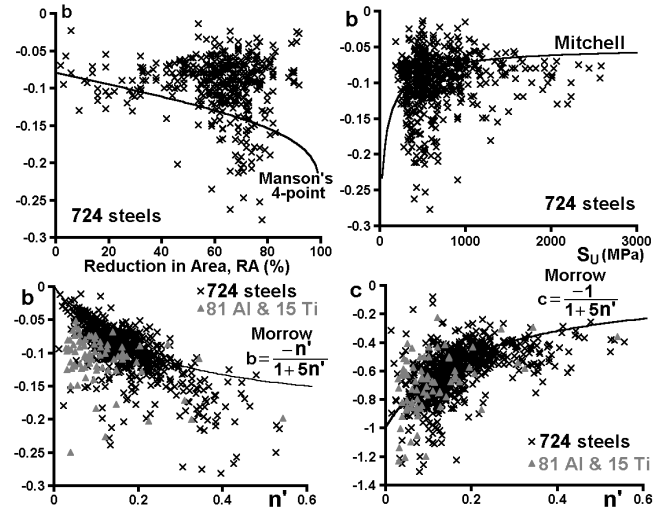 b
0
-0.05
-0.1
-0.15
-0.2
-0.25
-0.3
0 20 40 60 80 100
Manson's
4-point
724 steels
Reduction in Area, RA (%)
b
0
-0.05
-0.1
-0.15
-0.2
-0.25
-0.3
0 1000 2000 3000
Mitchell
724 steels
SU (MPa)
b
0
-0.05
-0.1
-0.15
-0.2
-0.25
-0.3
0 0.2 0.4 0.6
724 steels
81 Al & 15 Ti
Morrow
b = -n' / 1+5n'
n'
c
0
-0.2
-0.4
-0.6
-0.8
-1
-1.2
-1.4
0 0.2 0.4 0.6
Morrow
c = -1 / 1+5n'
724 steels
81 Al & 15 Ti
n'